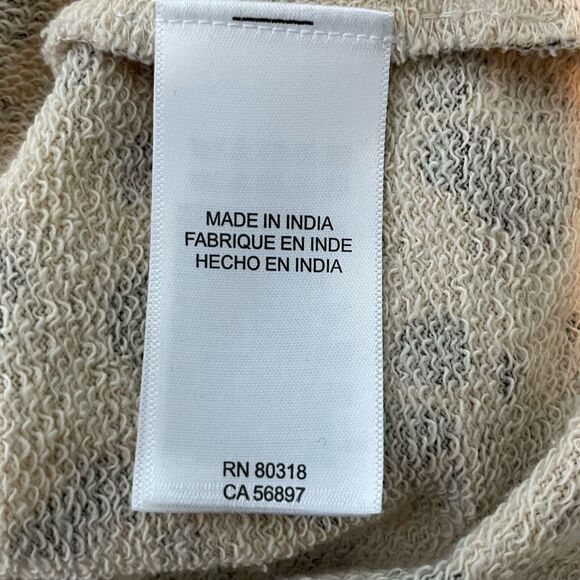 MADE IN INDIA
FABRIQUE EN INDE
HECHO EN INDIA
RN 80318
CA 56897